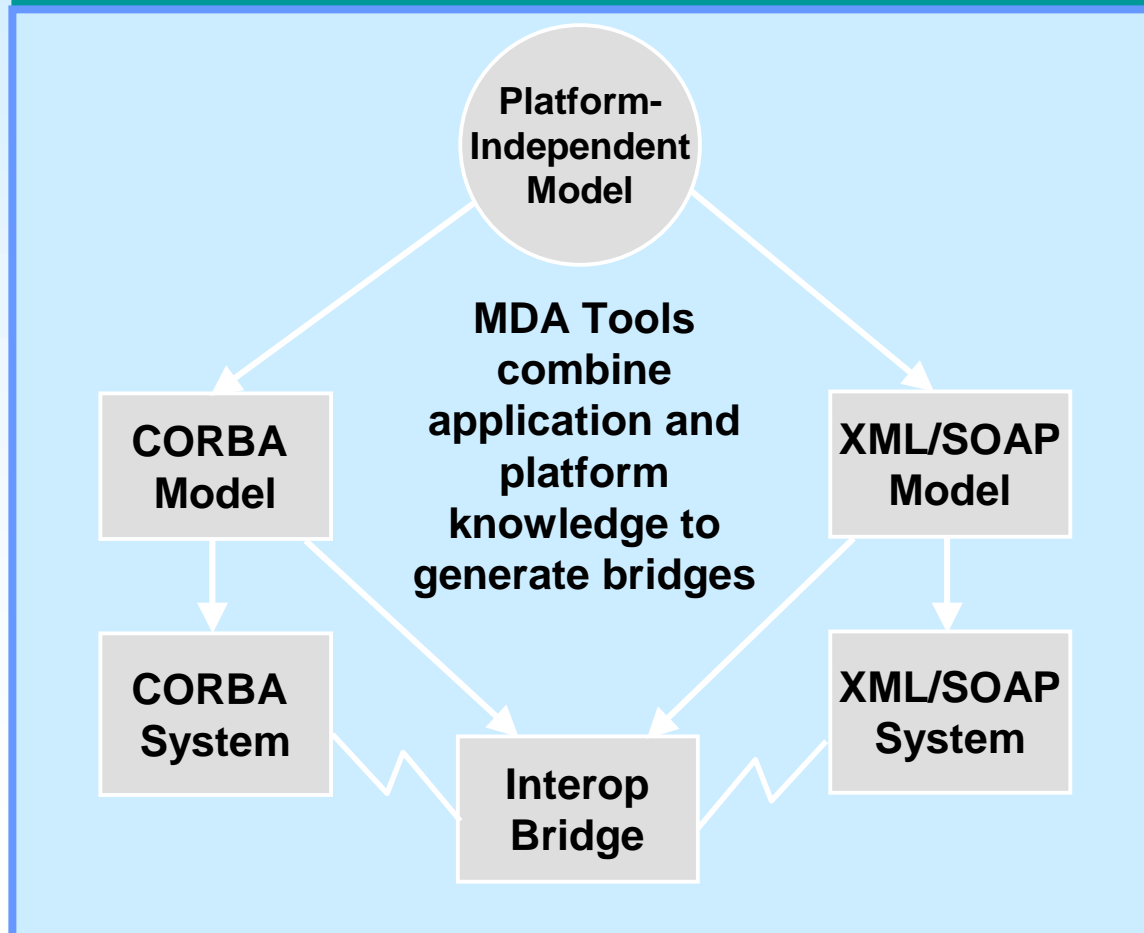 Platform-
Independent
Model
MDA Tools
combine
application and
platform
knowledge to
generate bridges
CORBA
Model
XML/SOAP
Model
CORBA
System
XML/SOAP
System
Interop
Bridge